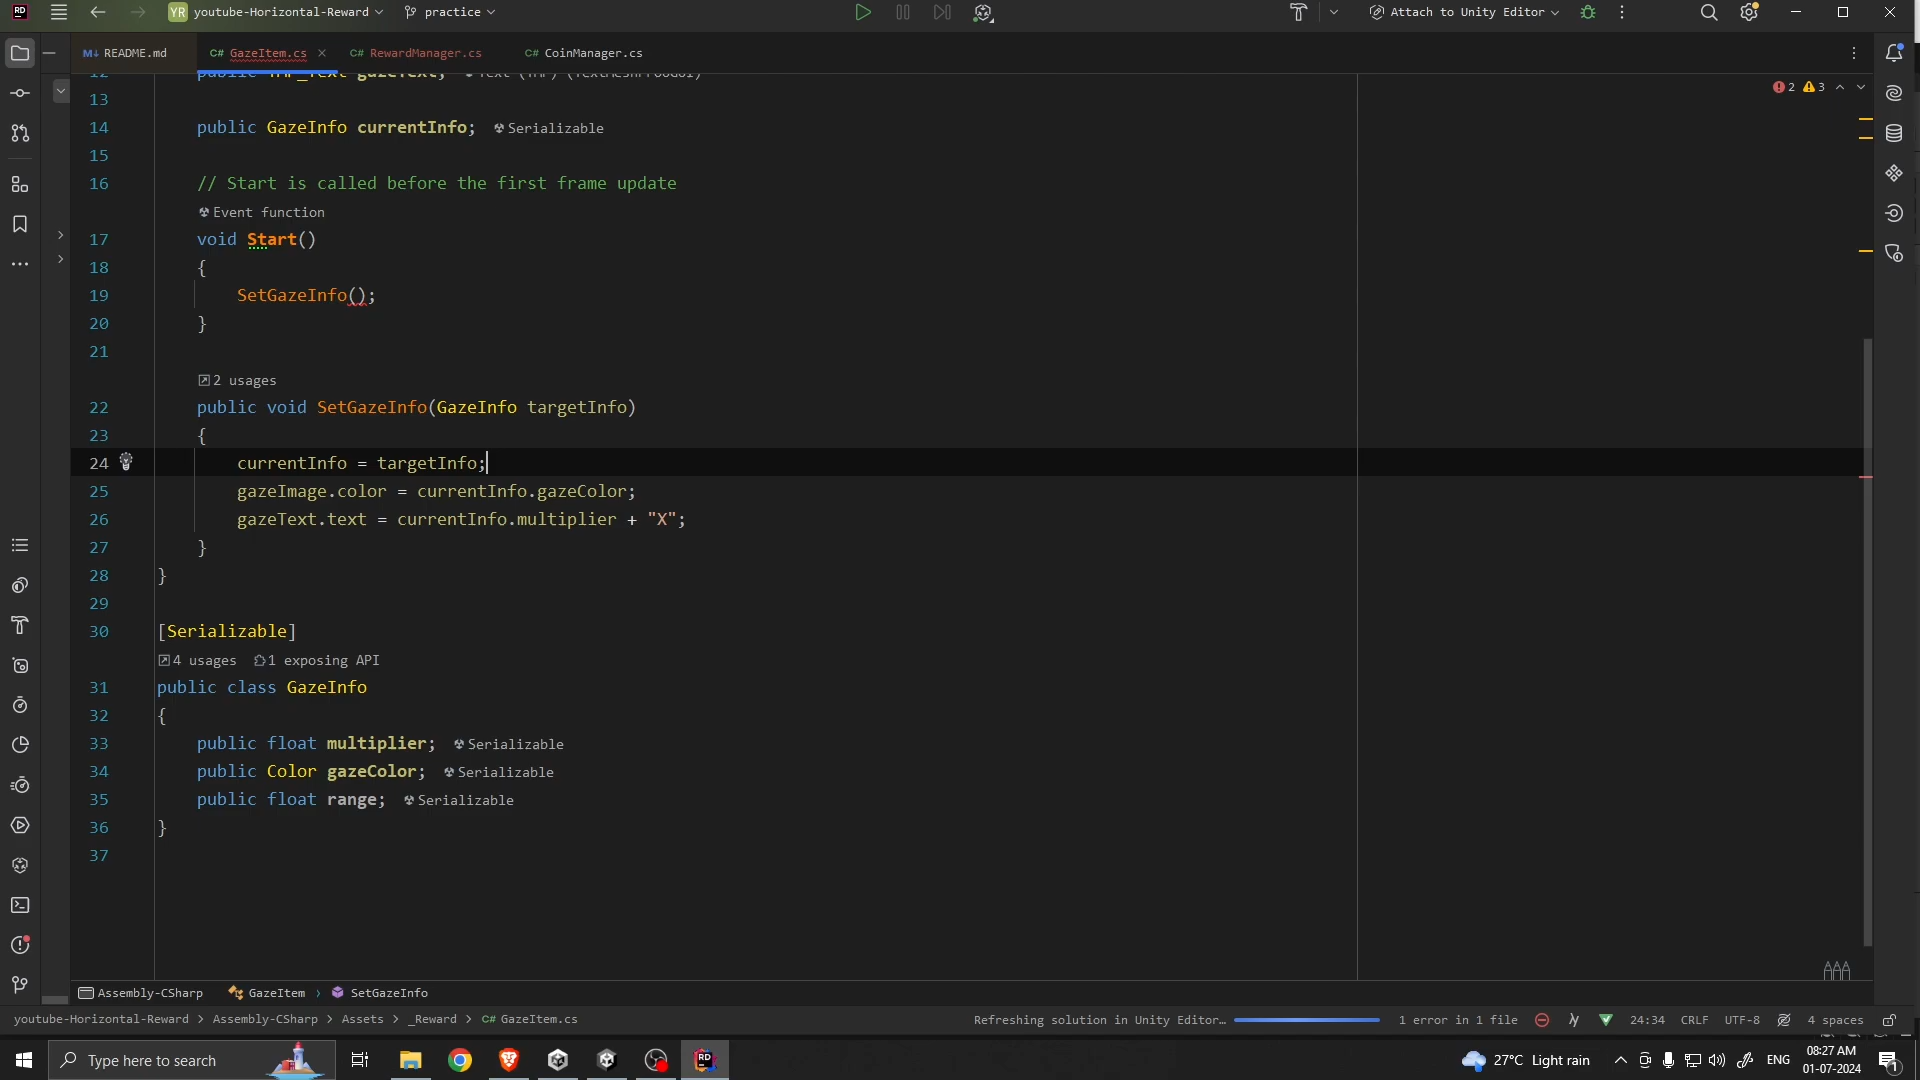 RD YR youtube-Horizontal-Reward practice Attach to Unity Editor
M↓ README.md C# GazeItem.cs C# RewardManager.cs C# CoinManager.cs
2 3
13
14 public GazeInfo currentInfo; Serializable
15
16 // Start is called before the first frame update
Event function
17 void Start()
18 {
19 SetGazeInfo();
20 }
21
2 usages
22 public void SetGazeInfo(GazeInfo targetInfo)
23 {
24 currentInfo = targetInfo;
25 gazeImage.color = currentInfo.gazeColor;
26 gazeText.text = currentInfo.multiplier + "X";
27 }
28 }
29
30 [Serializable]
4 usages 1 exposing API
31 public class GazeInfo
32 {
33 public float multiplier; Serializable
34 public Color gazeColor; Serializable
35 public float range; Serializable
36 }
37
Assembly-CSharp GazeItem › SetGazeInfo
youtube-Horizontal-Reward › Assembly-CSharp › Assets › _Reward › C# GazeItem.cs Refreshing solution in Unity Editor… 1 error in 1 file 24:34 CRLF UTF-8 4 spaces
Type here to search RD 27°C Light rain ENG 08:27 AM
01-07-2024 1